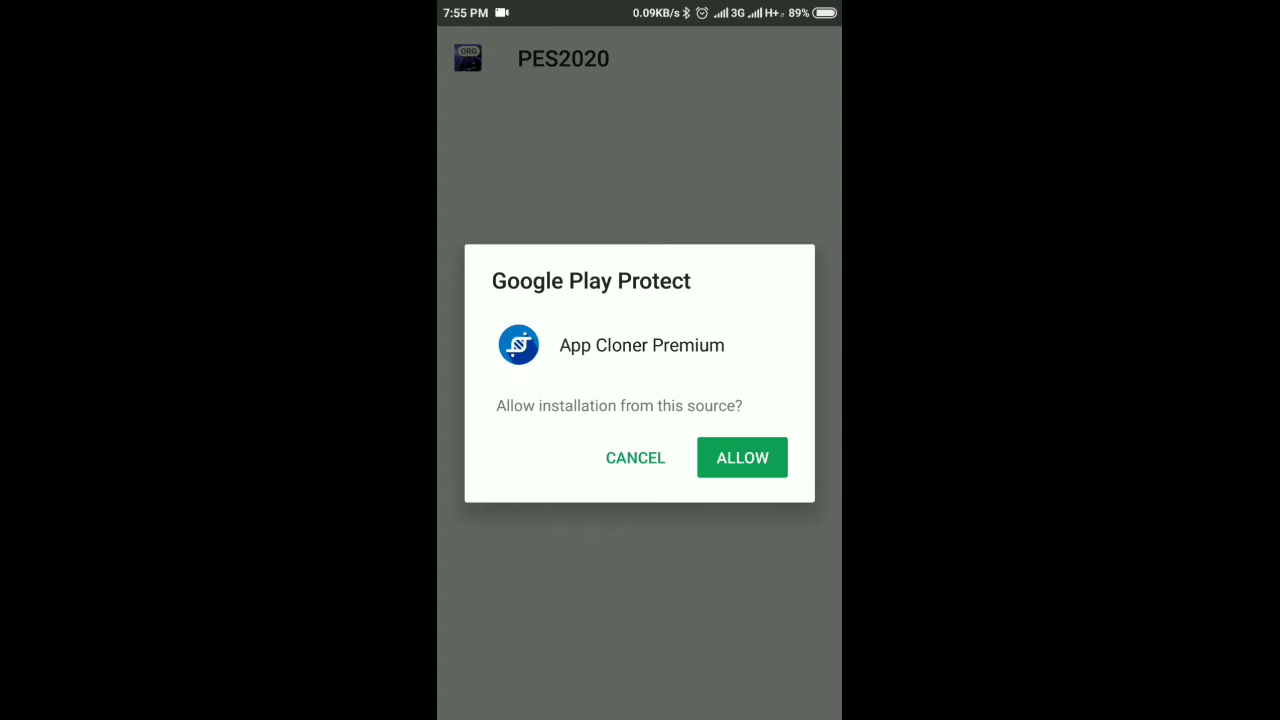 7:55 PM 0.09KB/s 3G H+ 89%
ORG PES2020
Google Play Protect
App Cloner Premium
Allow installation from this source?
CANCEL ALLOW